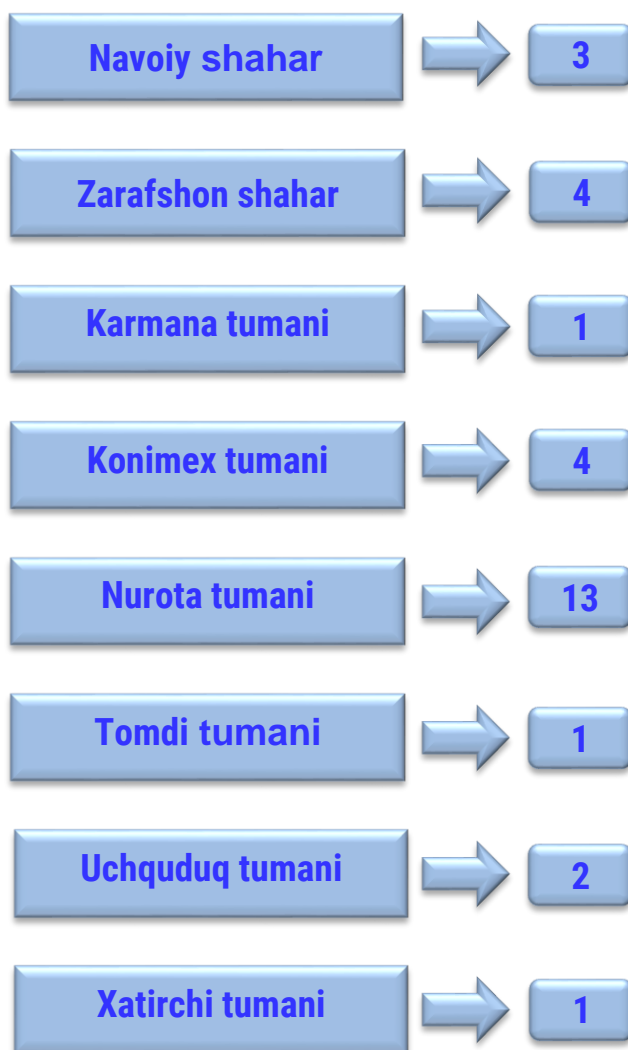 Navoiy shahar 3
Zarafshon shahar 4
Karmana tumani 1
Konimex tumani 4
Nurota tumani 13
Tomdi tumani 1
Uchquduq tumani 2
Xatirchi tumani 1